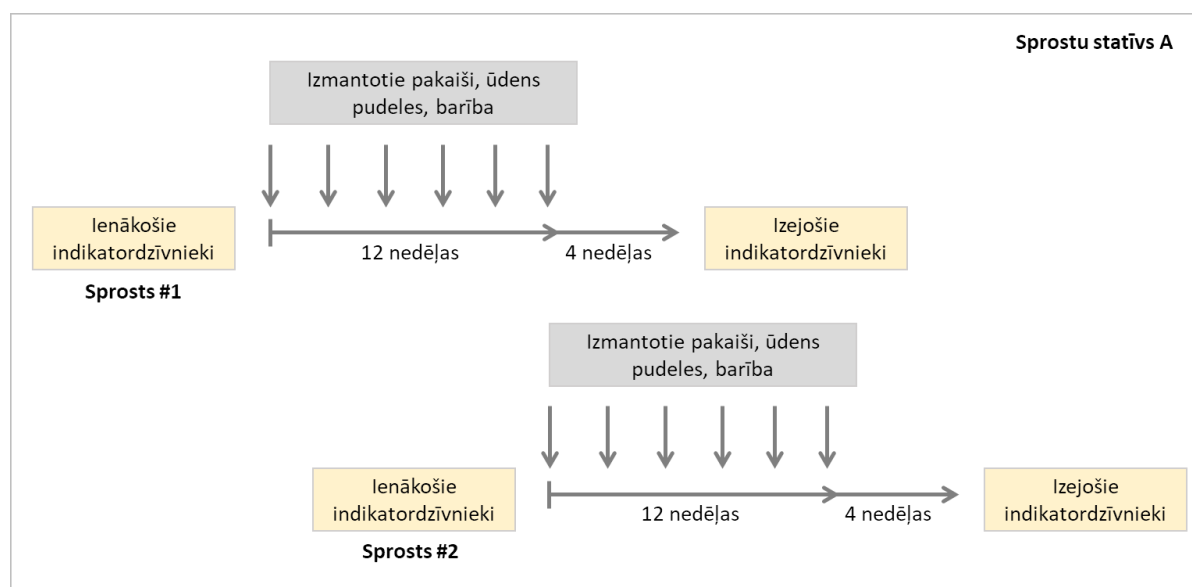 Sprostu statīvs A
Izmantotie pakaiši, ūdens
pudeles, barība
Ienākošie
indikatordzīvnieki
12 nedēļas
4 nedēļas
Izejošie
indikatordzīvnieki
Sprosts #1
Izmantotie pakaiši, ūdens
pudeles, barība
Ienākošie
indikatordzīvnieki
12 nedēļas
4 nedēļas
Izejošie
indikatordzīvnieki
Sprosts #2